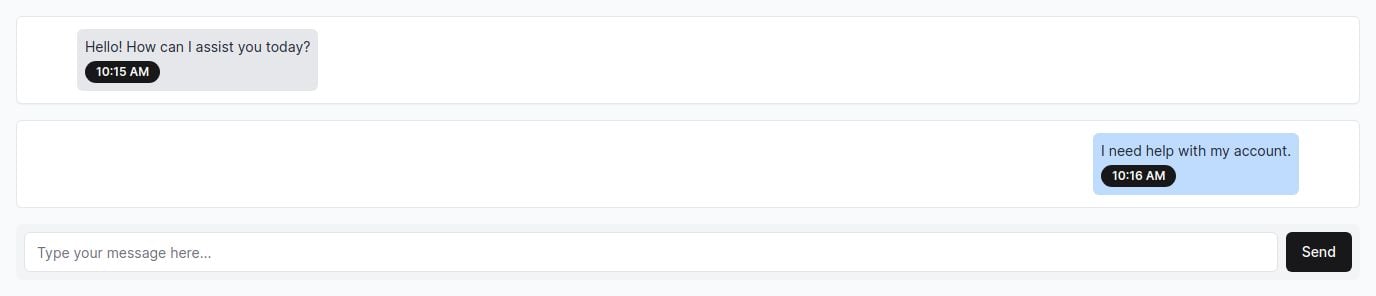 Hello! How can I assist you today?
10:15 AM
I need help with my account.
10:16 AM
Type your message here...
Send